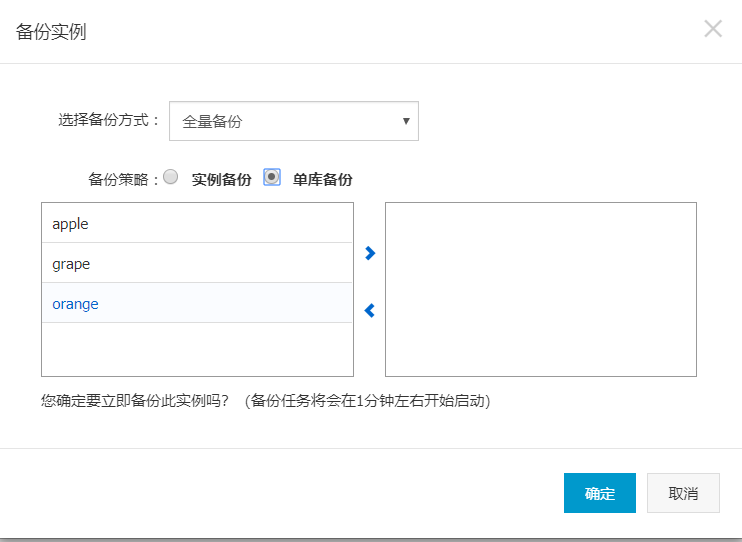 备份实例
选择备份方式： 全量备份
备份策略： 实例备份 单库备份
apple
grape
orange
您确定要立即备份此实例吗？ (备份任务将会在1分钟左右开始启动)
确定 取消